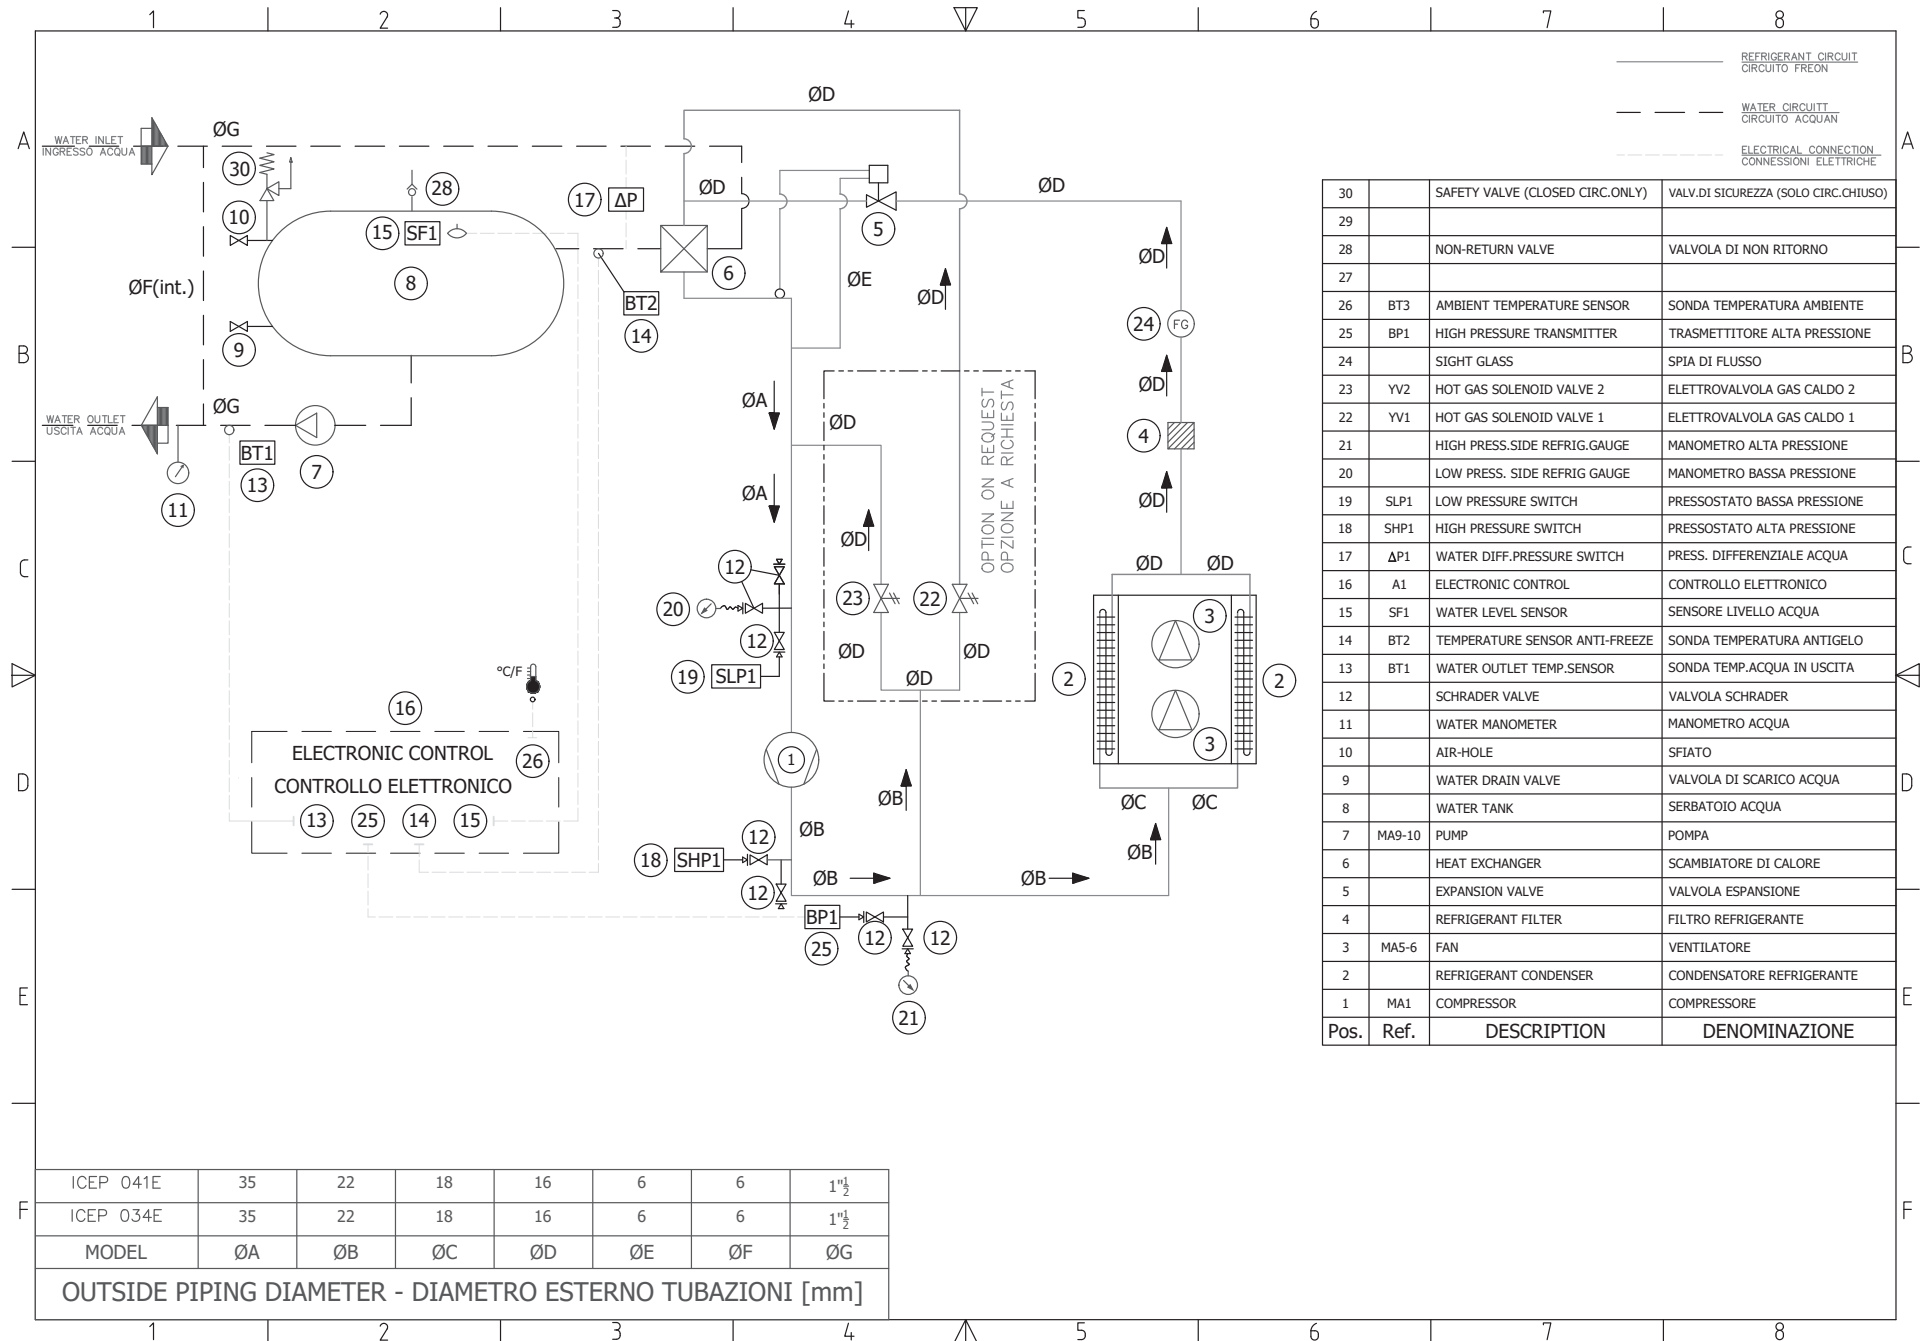 1 2 3 4 5 6 7 8
REFRIGERANT CIRCUIT
CIRCUITO FREON
WATER CIRCUITT
CIRCUITO ACQUAN
ELECTRICAL CONNECTION
CONNESSIONI ELETTRICHE
A
A
WATER INLET
INGRESSO ACQUA
ØG
ØD
30
28
17 ΔP
ØD
ØD
10
15 SF1
5
ØF(int.)
8
6
ØE
ØD
ØD
BT2
14
24 FG
9
B
B
ØD
ØA
ØG
WATER OUTLET
USCITA ACQUA
ØD
OPTION ON REQUEST
OPZIONE A RICHIESTA
4
BT1
13
7
11
ØA
ØD
ØD
C
C
12
ØD ØD
20
23
22
3
12
ØD
ØD
19 SLP1
ØD
2
2
°C/F
16
3
ELECTRONIC CONTROL
CONTROLLO ELETTRONICO
26
1
D
D
13 25 14 15
ØB
ØC ØC
12
ØB
18 SHP1
ØB
ØB
ØB
12
BP1
25
12
12
21
E
E
30 SAFETY VALVE (CLOSED CIRC.ONLY) VALV.DI SICUREZZA (SOLO CIRC.CHIUSO)
29
28 NON-RETURN VALVE VALVOLA DI NON RITORNO
27
26 BT3 AMBIENT TEMPERATURE SENSOR SONDA TEMPERATURA AMBIENTE
25 BP1 HIGH PRESSURE TRANSMITTER TRASMETTITORE ALTA PRESSIONE
24 SIGHT GLASS SPIA DI FLUSSO
23 YV2 HOT GAS SOLENOID VALVE 2 ELETTROVALVOLA GAS CALDO 2
22 YV1 HOT GAS SOLENOID VALVE 1 ELETTROVALVOLA GAS CALDO 1
21 HIGH PRESS.SIDE REFRIG.GAUGE MANOMETRO ALTA PRESSIONE
20 LOW PRESS. SIDE REFRIG GAUGE MANOMETRO BASSA PRESSIONE
19 SLP1 LOW PRESSURE SWITCH PRESSOSTATO BASSA PRESSIONE
18 SHP1 HIGH PRESSURE SWITCH PRESSOSTATO ALTA PRESSIONE
17 ΔP1 WATER DIFF.PRESSURE SWITCH PRESS. DIFFERENZIALE ACQUA
16 A1 ELECTRONIC CONTROL CONTROLLO ELETTRONICO
15 SF1 WATER LEVEL SENSOR SENSORE LIVELLO ACQUA
14 BT2 TEMPERATURE SENSOR ANTI-FREEZE SONDA TEMPERATURA ANTIGELO
13 BT1 WATER OUTLET TEMP.SENSOR SONDA TEMP.ACQUA IN USCITA
12 SCHRADER VALVE VALVOLA SCHRADER
11 WATER MANOMETER MANOMETRO ACQUA
10 AIR-HOLE SFIATO
9 WATER DRAIN VALVE VALVOLA DI SCARICO ACQUA
8 WATER TANK SERBATOIO ACQUA
7 MA9-10 PUMP POMPA
6 HEAT EXCHANGER SCAMBIATORE DI CALORE
5 EXPANSION VALVE VALVOLA ESPANSIONE
4 REFRIGERANT FILTER FILTRO REFRIGERANTE
3 MA5-6 FAN VENTILATORE
2 REFRIGERANT CONDENSER CONDENSATORE REFRIGERANTE
1 MA1 COMPRESSOR COMPRESSORE
Pos. Ref. DESCRIPTION DENOMINAZIONE
F
F
ICEP 041E 35 22 18 16 6 6 1"½
ICEP 034E 35 22 18 16 6 6 1"½
MODEL ØA ØB ØC ØD ØE ØF ØG
OUTSIDE PIPING DIAMETER - DIAMETRO ESTERNO TUBAZIONI [mm]
1 2 3 4 5 6 7 8